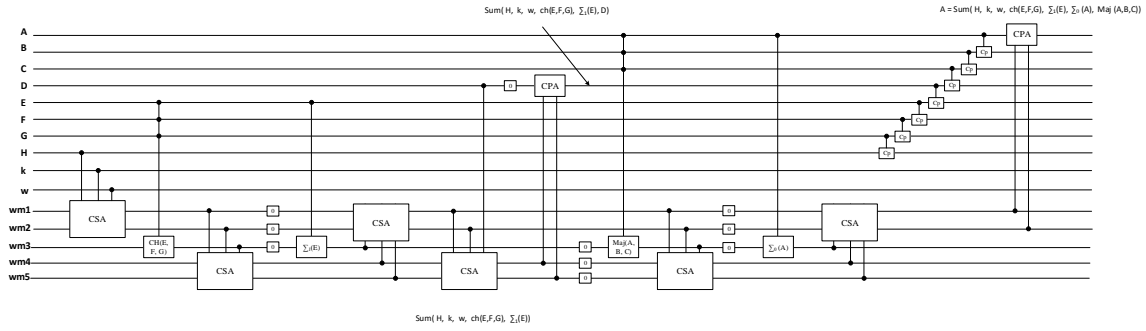 Sum( H, k, w, ch(E,F,G), ∑₁(E), D)
A = Sum( H, k, w, ch(E,F,G), ∑₁(E), ∑₀ (A), Maj (A,B,C))
A
CPA
B
Cp
C
Cp
D
0
CPA
Cp
E
Cp
F
Cp
G
Cp
H
Cp
k
w
wm1
CSA
0
CSA
0
CSA
wm2
wm3
CH(E,
F, G)
0
∑₁(E)
0
Maj(A,
B, C)
0
∑₀ (A)
wm4
CSA
CSA
0
CSA
wm5
0
Sum( H, k, w, ch(E,F,G), ∑₁(E))